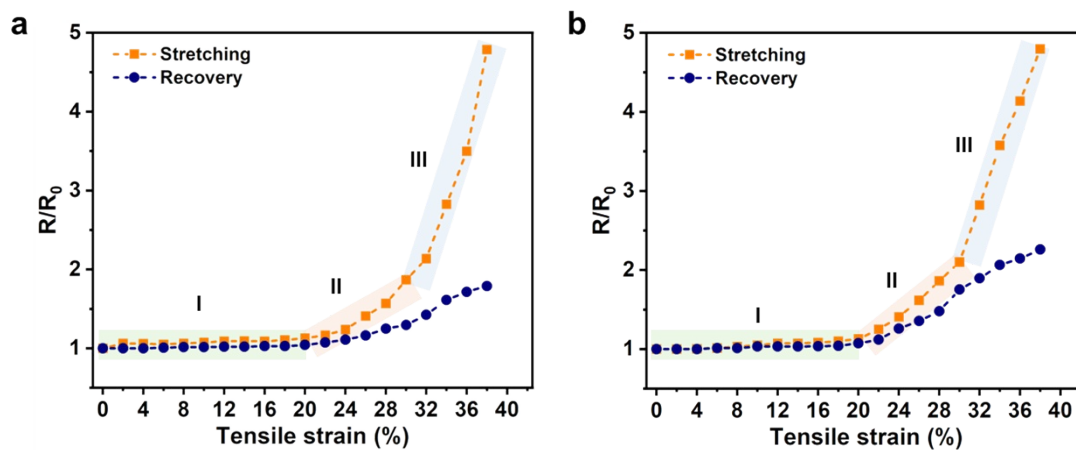 a
Stretching
Recovery
I
II
III
R/R₀
5
4
3
2
1
0 4 8 12 16 20 24 28 32 36 40
Tensile strain (%)
b
Stretching
Recovery
I
II
III
R/R₀
5
4
3
2
1
0 4 8 12 16 20 24 28 32 36 40
Tensile strain (%)